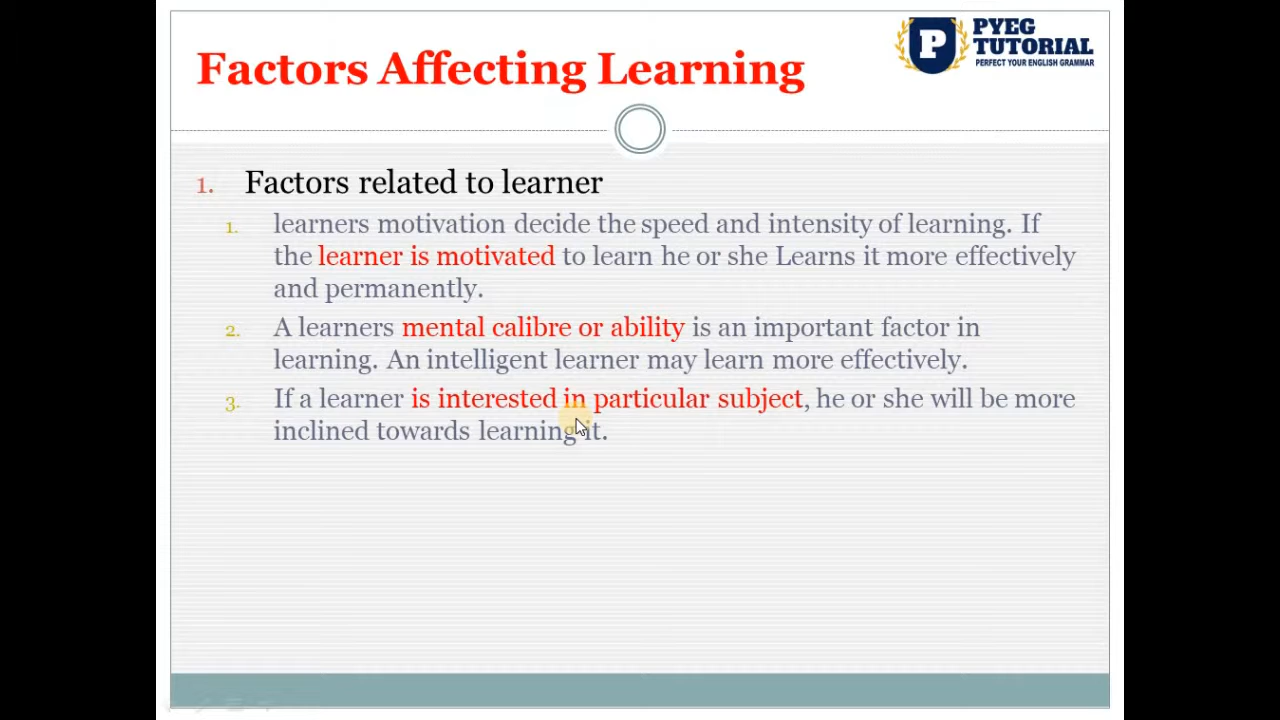 PYEG
TUTORIAL
PERFECT YOUR ENGLISH GRAMMAR
P
Factors Affecting Learning
1. Factors related to learner
1. learners motivation decide the speed and intensity of learning. If
the learner is motivated to learn he or she Learns it more effectively
and permanently.
2. A learners mental calibre or ability is an important factor in
learning. An intelligent learner may learn more effectively.
3. If a learner is interested in particular subject, he or she will be more
inclined towards learning it.